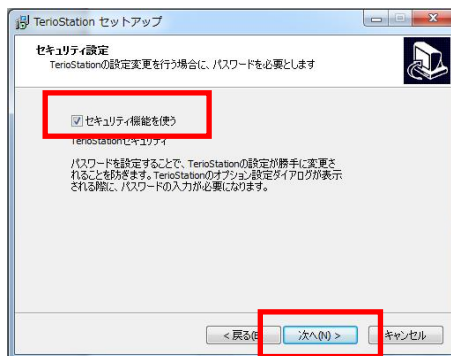 TerioStation セットアップ
セキュリティ設定
TerioStationの設定変更を行う場合に、パスワードを必要とします
セキュリティ機能を使う
TerioStationセキュリティ
パスワードを設定することで、TerioStationの設定が勝手に変更さ
れることを防ぎます。TerioStationのオプション設定ダイアログが表示
される際に、パスワードの入力が必要になります。
< 戻る(B 次へ(N) > キャンセル